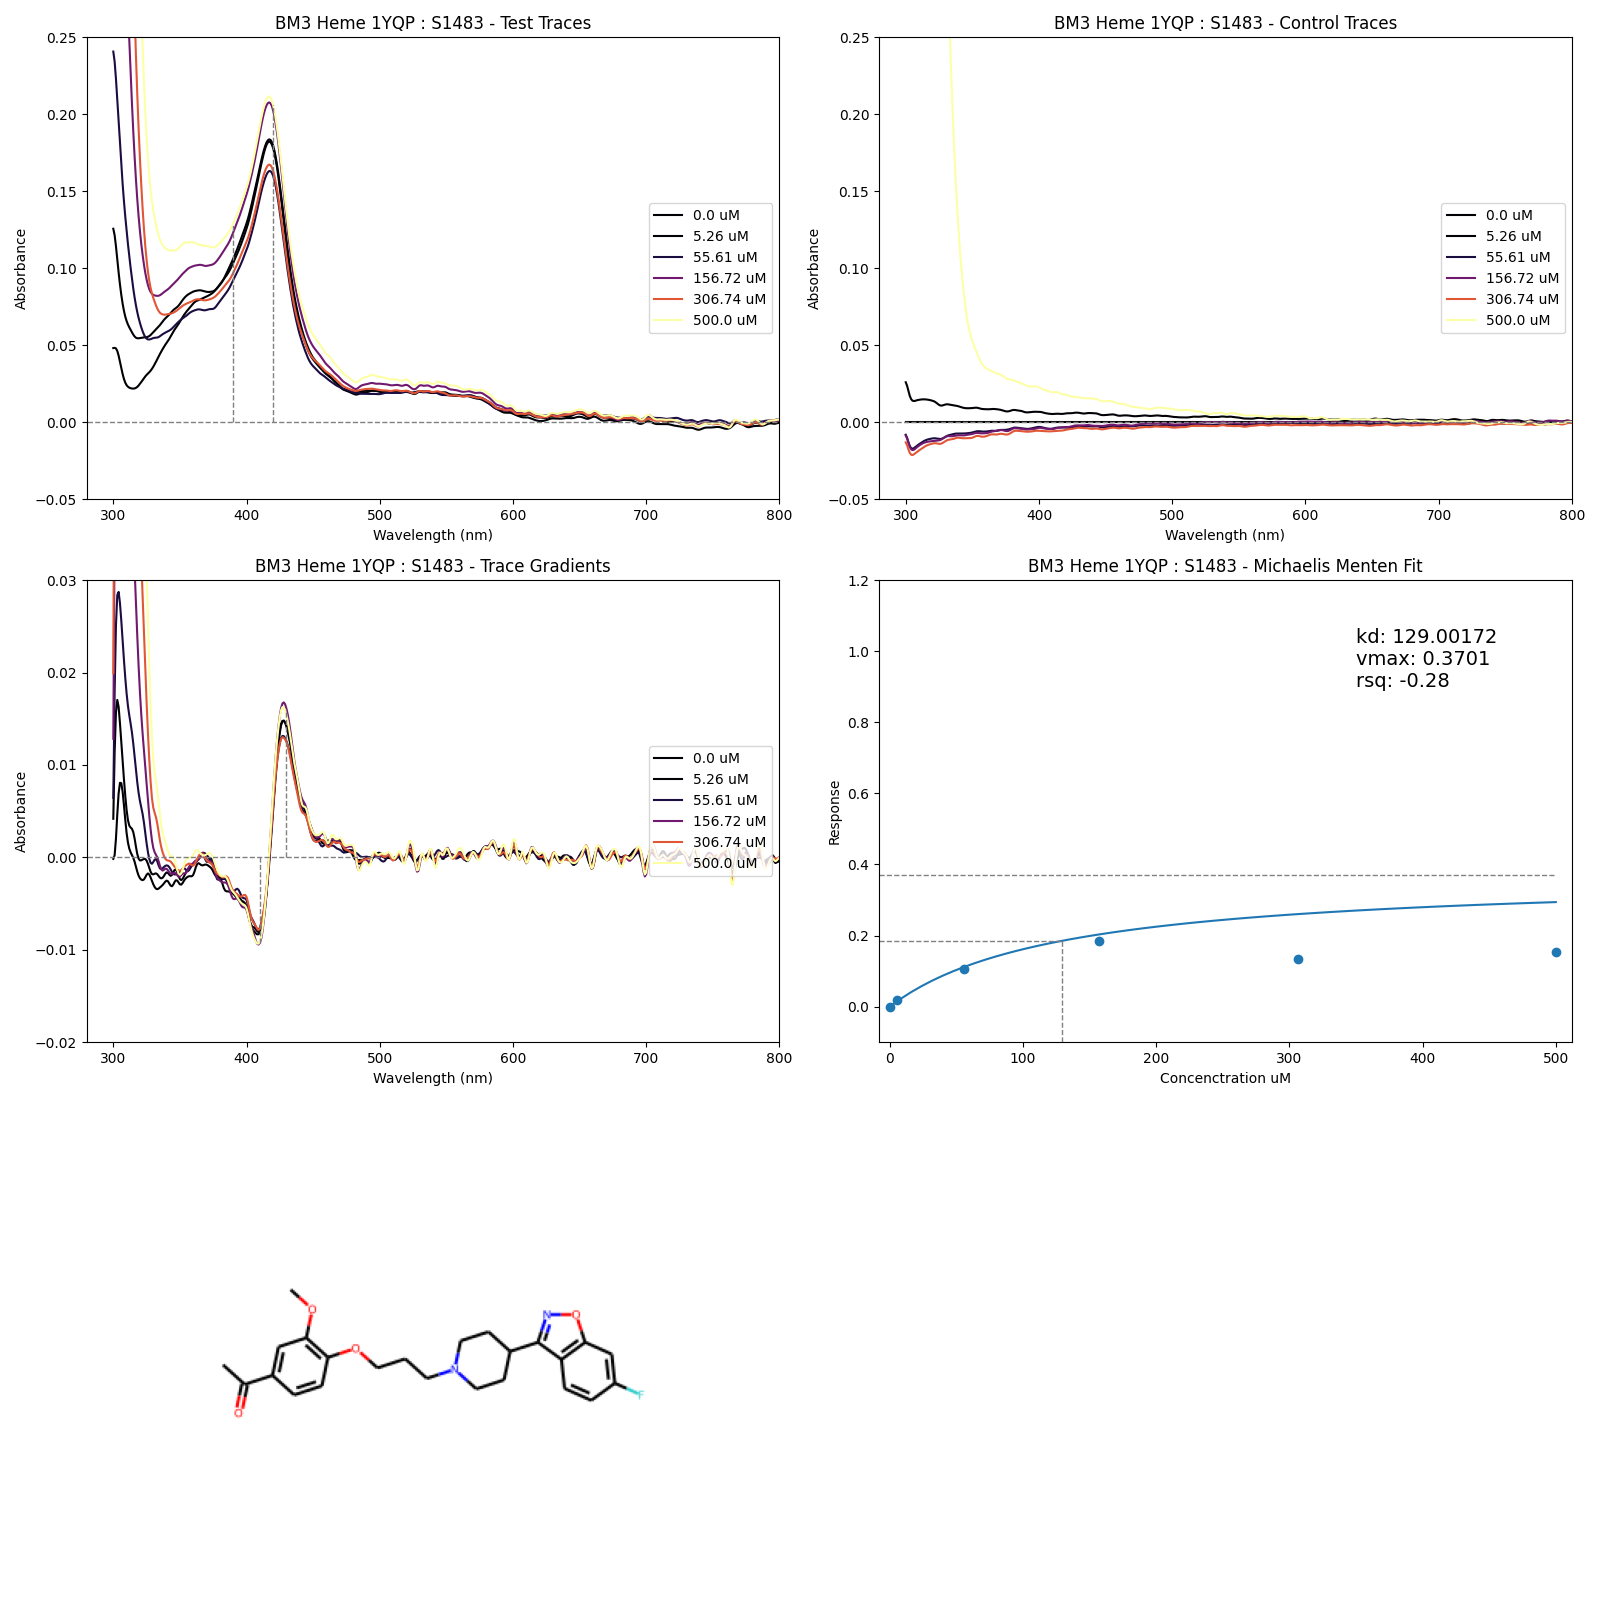 BM3 Heme 1YQP : S1483 - Test Traces
0.25
0.20
0.15
0.10
0.05
0.00
−0.05
Absorbance
300
400
500
600
700
800
Wavelength (nm)
0.0 uM
5.26 uM
55.61 uM
156.72 uM
306.74 uM
500.0 uM
BM3 Heme 1YQP : S1483 - Control Traces
0.25
0.20
0.15
0.10
0.05
0.00
−0.05
Absorbance
300
400
500
600
700
800
Wavelength (nm)
0.0 uM
5.26 uM
55.61 uM
156.72 uM
306.74 uM
500.0 uM
BM3 Heme 1YQP : S1483 - Trace Gradients
0.03
0.02
0.01
0.00
−0.01
−0.02
Absorbance
300
400
500
600
700
800
Wavelength (nm)
0.0 uM
5.26 uM
55.61 uM
156.72 uM
306.74 uM
500.0 uM
BM3 Heme 1YQP : S1483 - Michaelis Menten Fit
1.2
1.0
0.8
0.6
0.4
0.2
0.0
Response
kd: 129.00172
vmax: 0.3701
rsq: -0.28
0
100
200
300
400
500
Concenctration uM
O
O
O
N
N
O
F